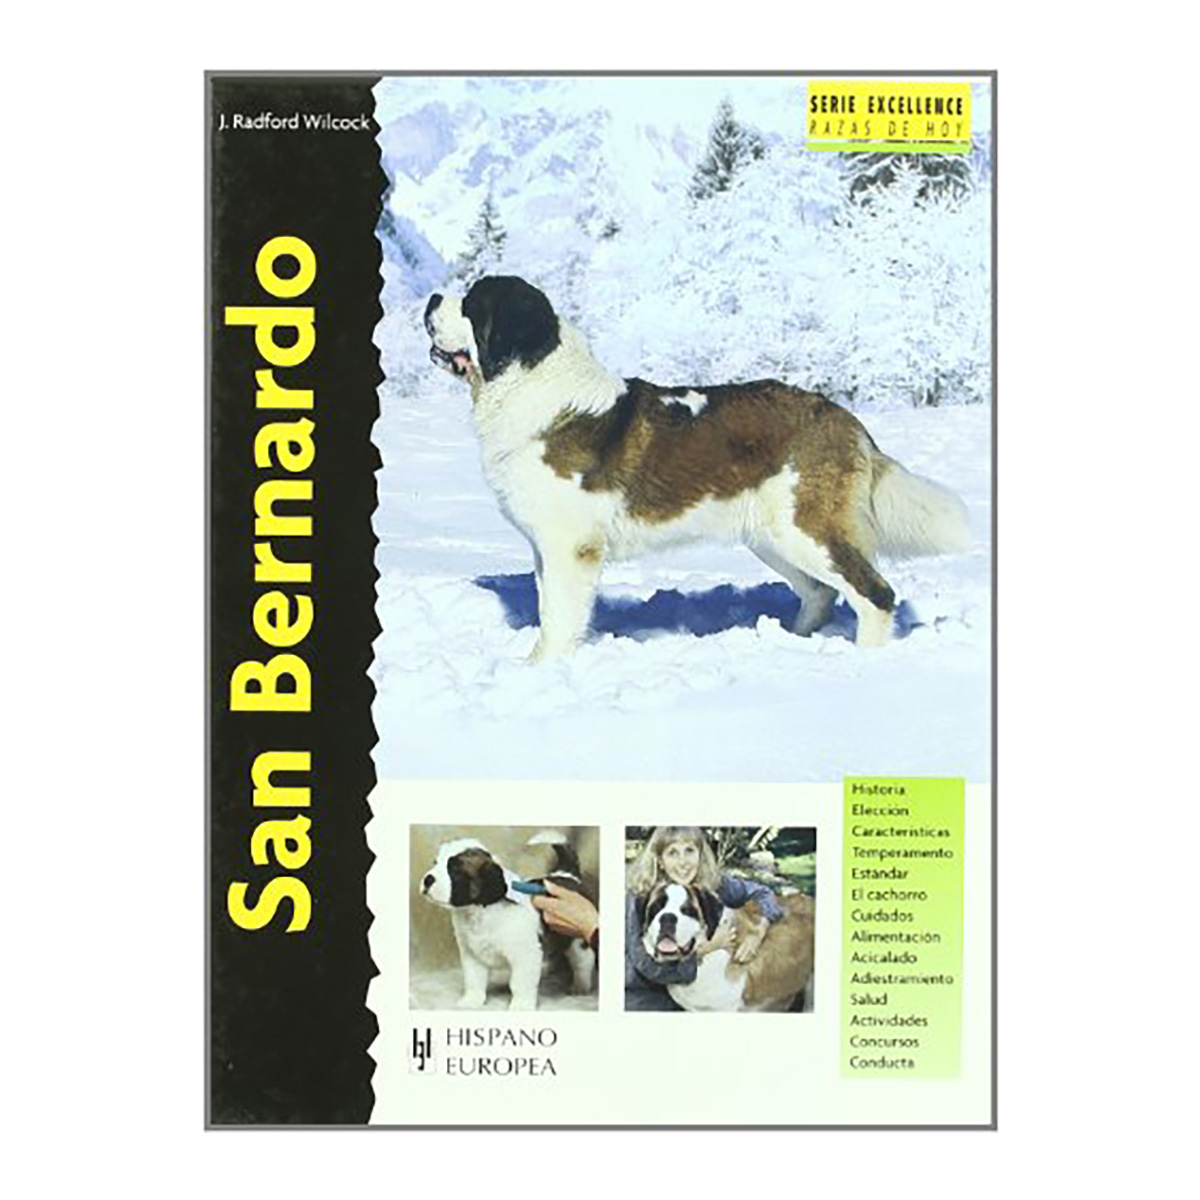 J. Radford Wilcock
SERIE EXCELLENCE
RAZAS DE HOY
San Bernardo
Historia
Elección
Características
Temperamento
Estándar
El cachorro
Cuidados
Alimentación
Acicalado
Adiestramiento
Salud
Actividades
Concursos
Conducta
HISPANO
EUROPEA